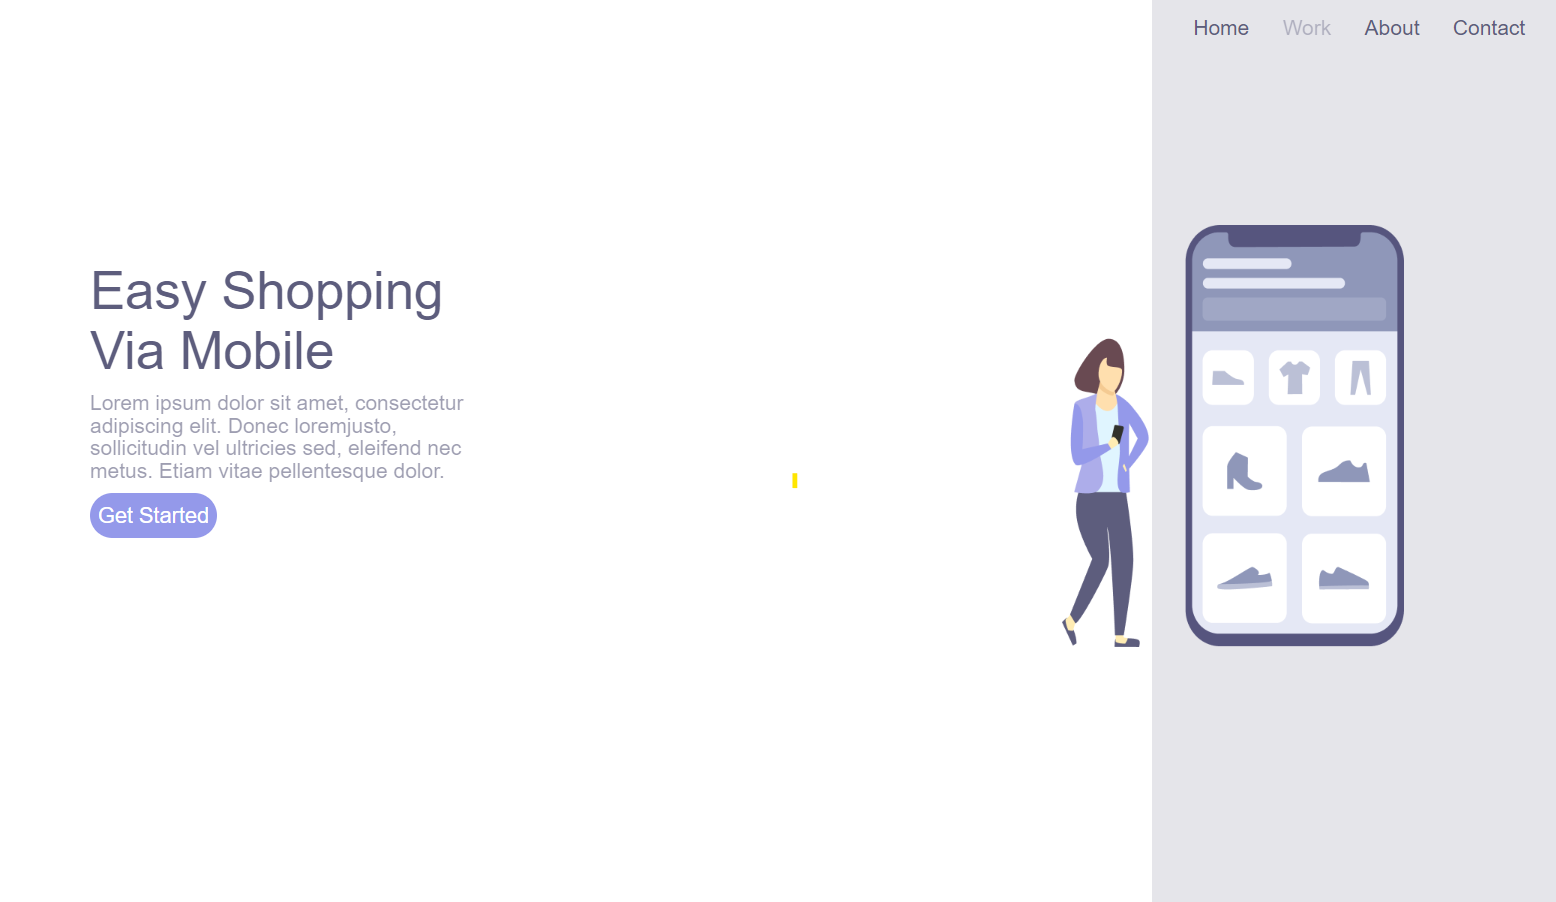 Home Work About Contact
Easy Shopping
Via Mobile
Lorem ipsum dolor sit amet, consectetur
adipiscing elit. Donec loremjusto,
sollicitudin vel ultricies sed, eleifend nec
metus. Etiam vitae pellentesque dolor.
Get Started